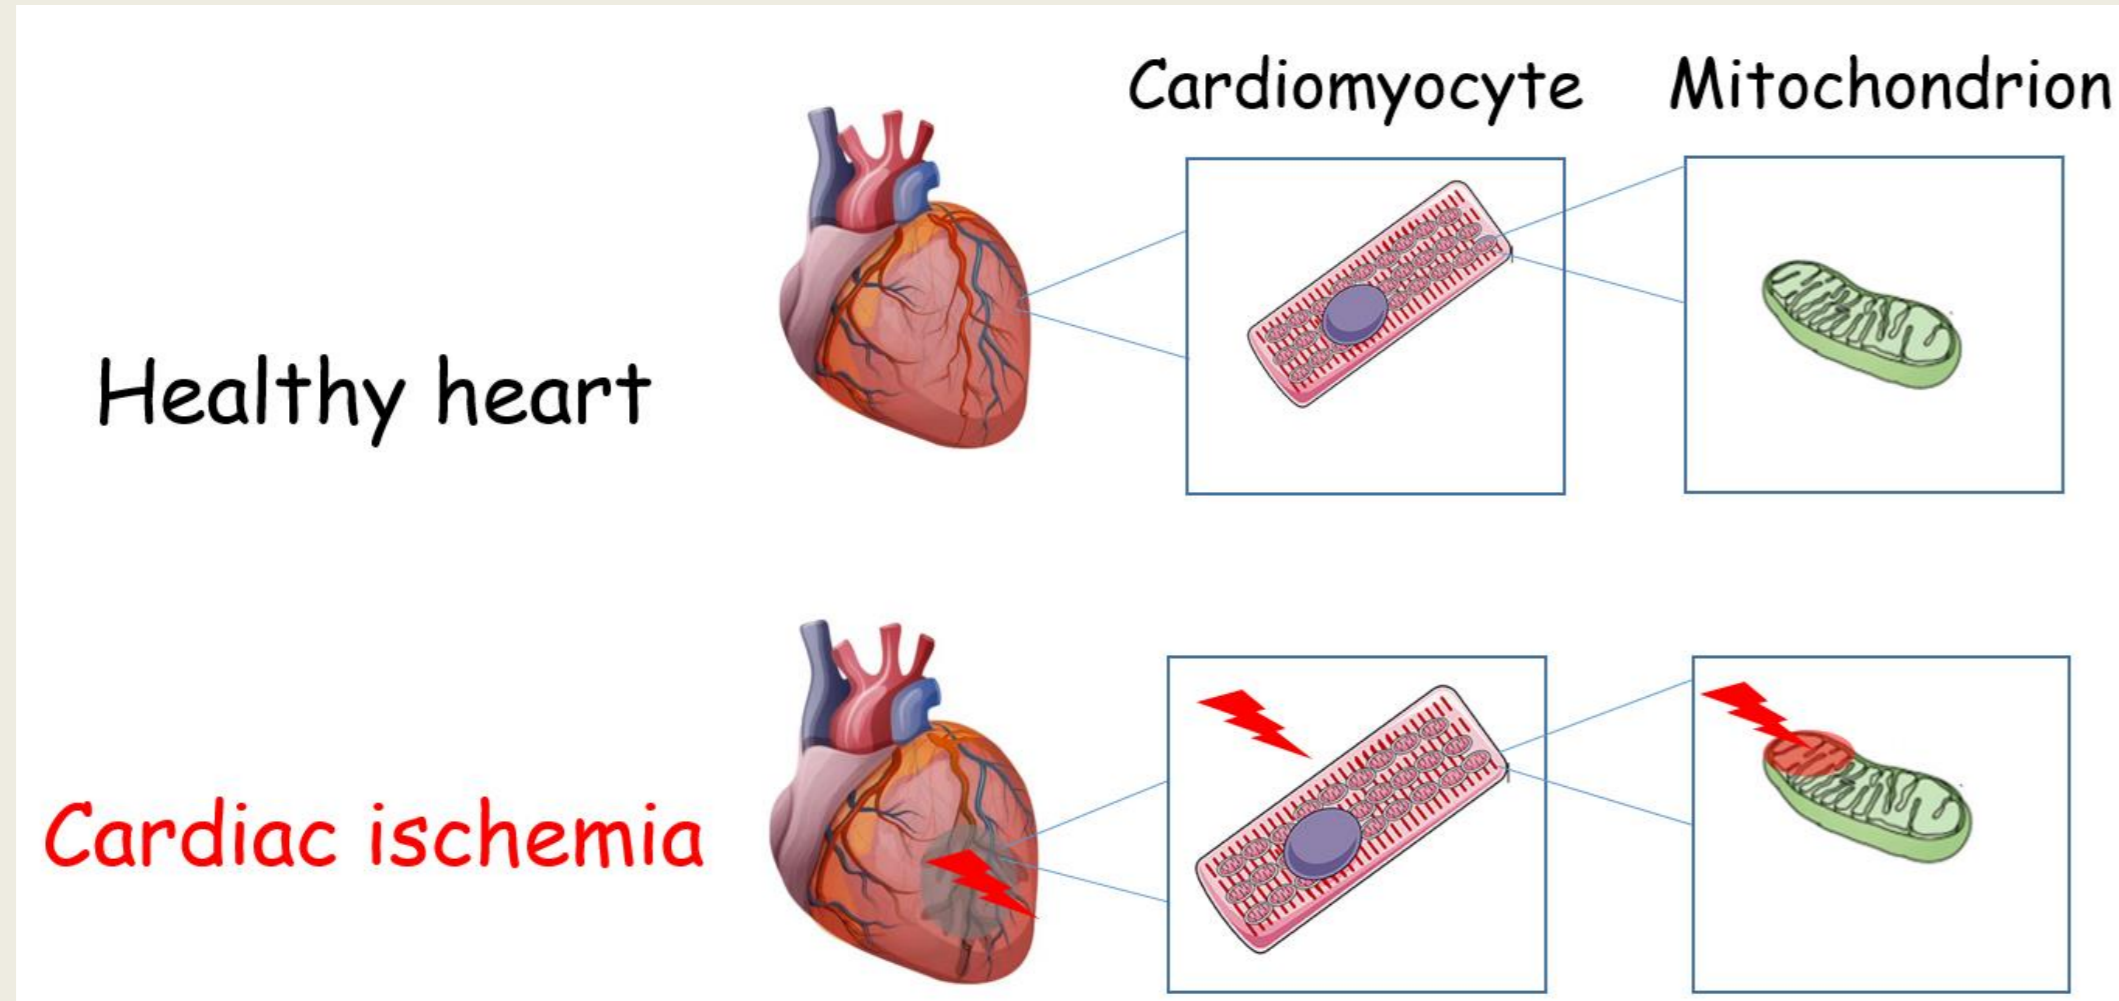 Cardiomyocyte
Mitochondrion
Healthy heart
Cardiac ischemia